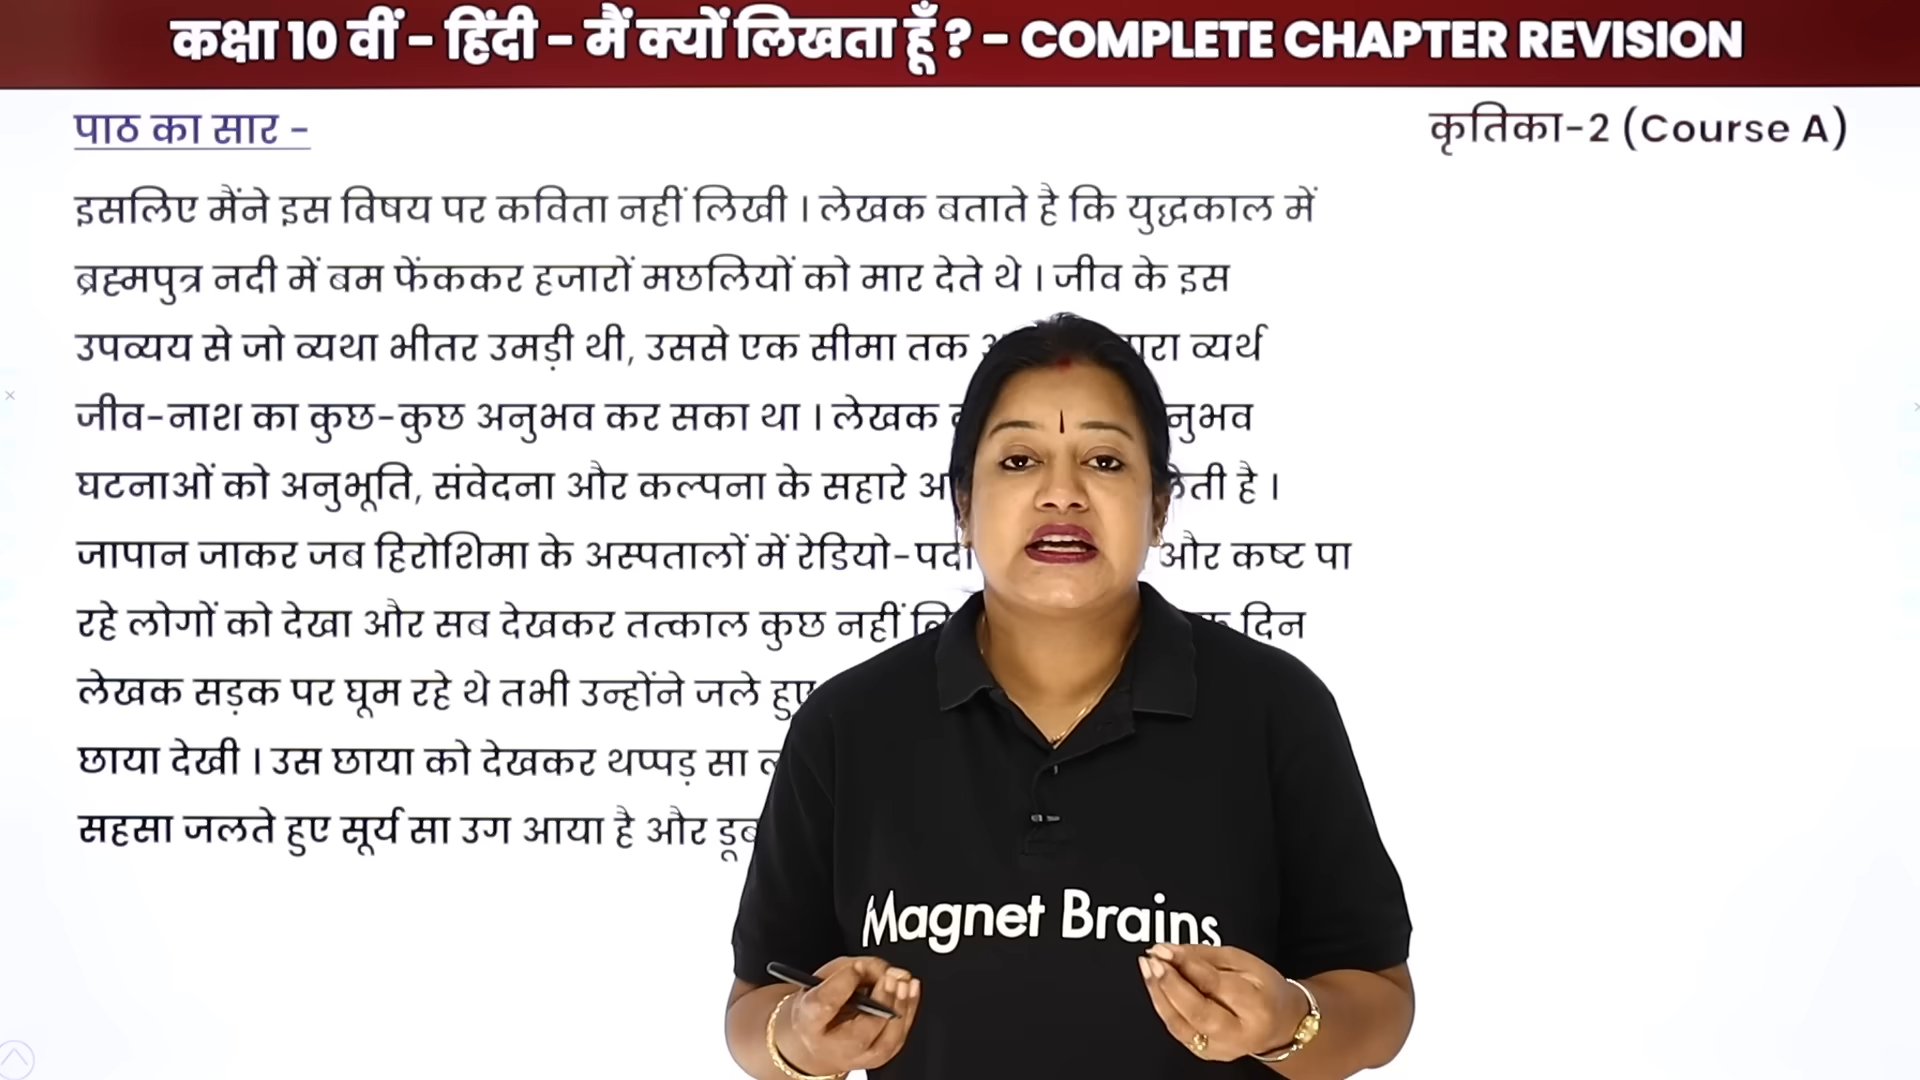 कक्षा 10 वीं - हिंदी - मैं क्यों लिखता हूँ ? - COMPLETE CHAPTER REVISION
पाठ का सार -
कृतिका-2 (Course A)
इसलिए मैंने इस विषय पर कविता नहीं लिखी । लेखक बताते है कि युद्धकाल में
ब्रह्मपुत्र नदी में बम फेंककर हजारों मछलियों को मार देते थे । जीव के इस
उपव्यय से जो व्यथा भीतर उमड़ी थी, उससे एक सीमा तक व्यर्थ
जीव-नाश का कुछ-कुछ अनुभव कर सका था । लेखक
घटनाओं को अनुभूति, संवेदना और कल्पना के सहारे है ।
जापान जाकर जब हिरोशिमा के अस्पतालों में और कष्ट पा
रहे लोगों को देखा और सब देखकर तत्काल कुछ नहीं दिन
लेखक सड़क पर घूम रहे थे तभी उन्होंने जले हुए
छाया देखी । उस छाया को देखकर थप्पड़ सा
सहसा जलते हुए सूर्य सा उग आया है और
Magnet Brains